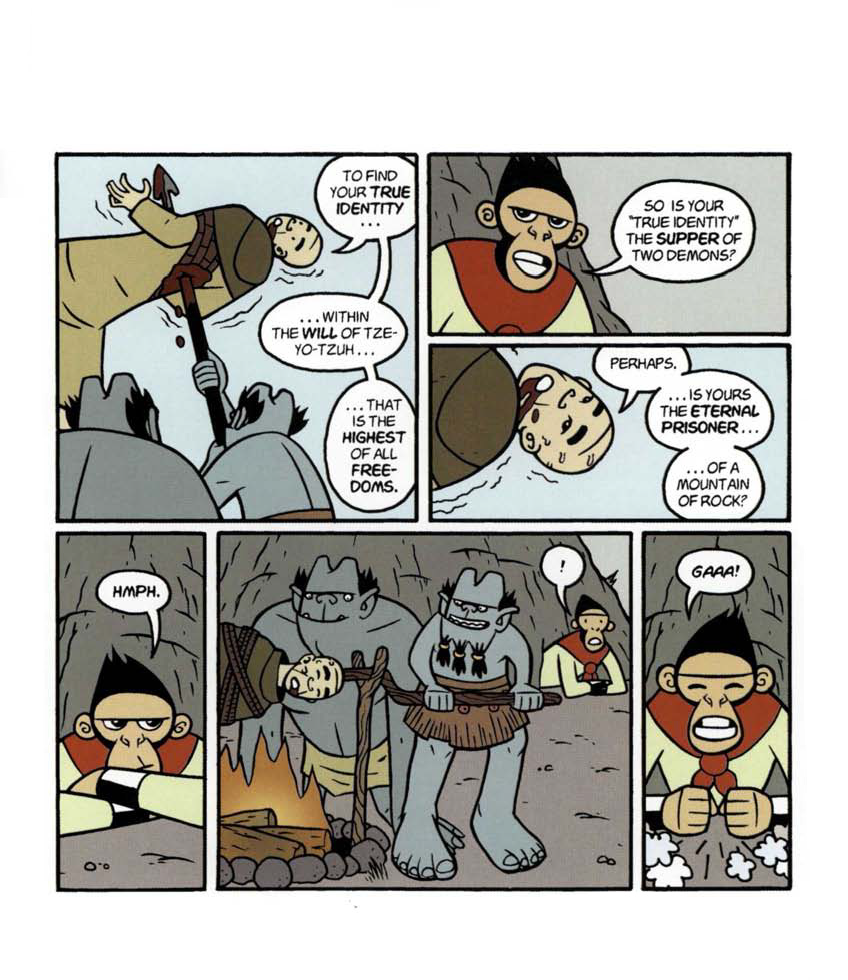 TO FIND
YOUR TRUE
IDENTITY
...
...WITHIN
THE WILL OF TZE-
YO-TZUH...
...THAT
IS THE
HIGHEST
OF ALL
FREE-
DOMS.
SO IS YOUR
"TRUE IDENTITY"
THE SUPPER OF
TWO DEMONS?
PERHAPS.
...IS YOURS
THE ETERNAL
PRISONER...
...OF A
MOUNTAIN
OF ROCK?
HMPH.
!
GAAA!